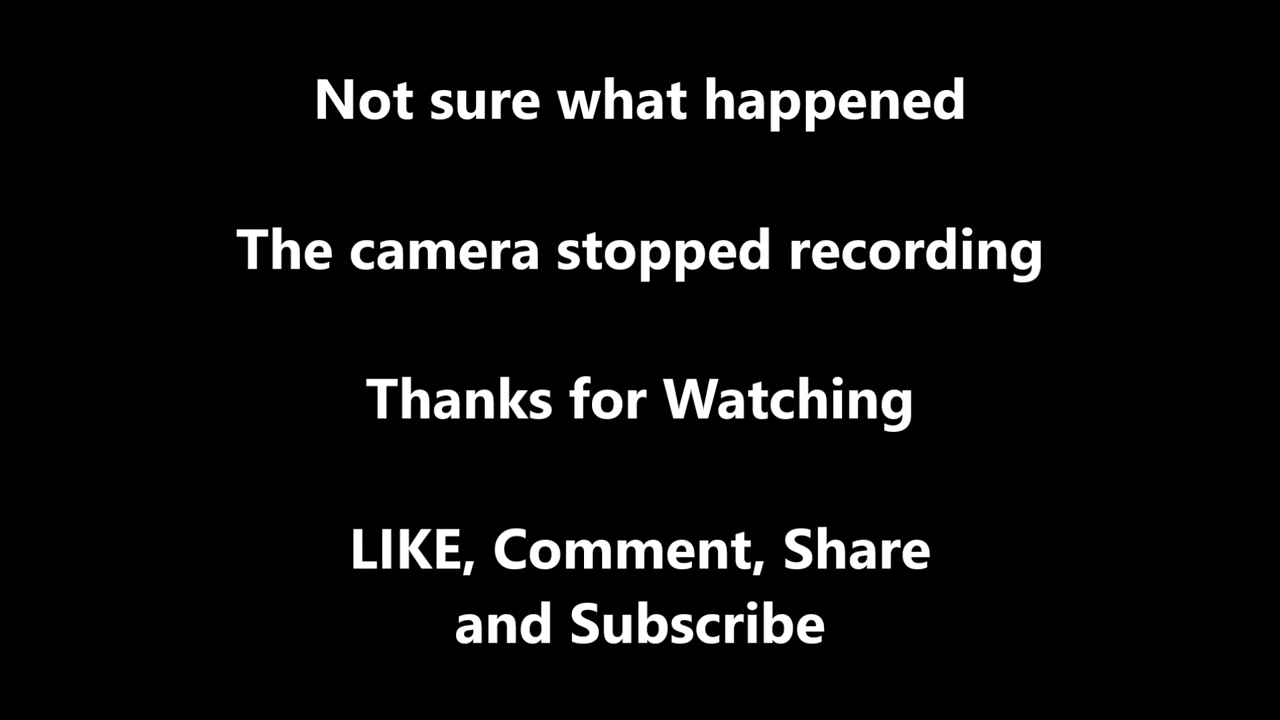 Not sure what happened
The camera stopped recording
Thanks for Watching
LIKE, Comment, Share
and Subscribe